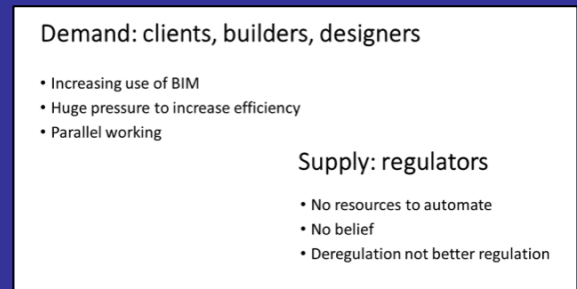 Demand: clients, builders, designers
• Increasing use of BIM
• Huge pressure to increase efficiency
• Parallel working
Supply: regulators
• No resources to automate
• No belief
• Deregulation not better regulation